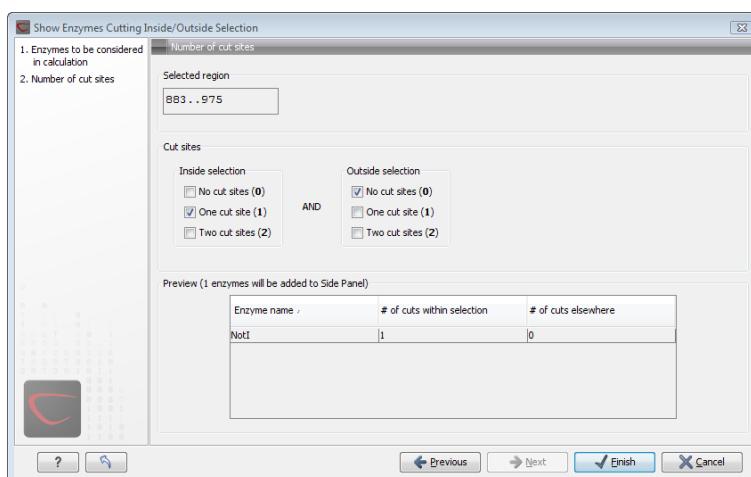 Show Enzymes Cutting Inside/Outside Selection
1. Enzymes to be considered
in calculation
2. Number of cut sites
Number of cut sites
Selected region
883..975
Cut sites
Inside selection
No cut sites (0)
One cut site (1)
Two cut sites (2)
AND
Outside selection
No cut sites (0)
One cut site (1)
Two cut sites (2)
Preview (1 enzymes will be added to Side Panel)
Enzyme name # of cuts within selection # of cuts elsewhere
NotI 1 0
? Previous Next Finish Cancel